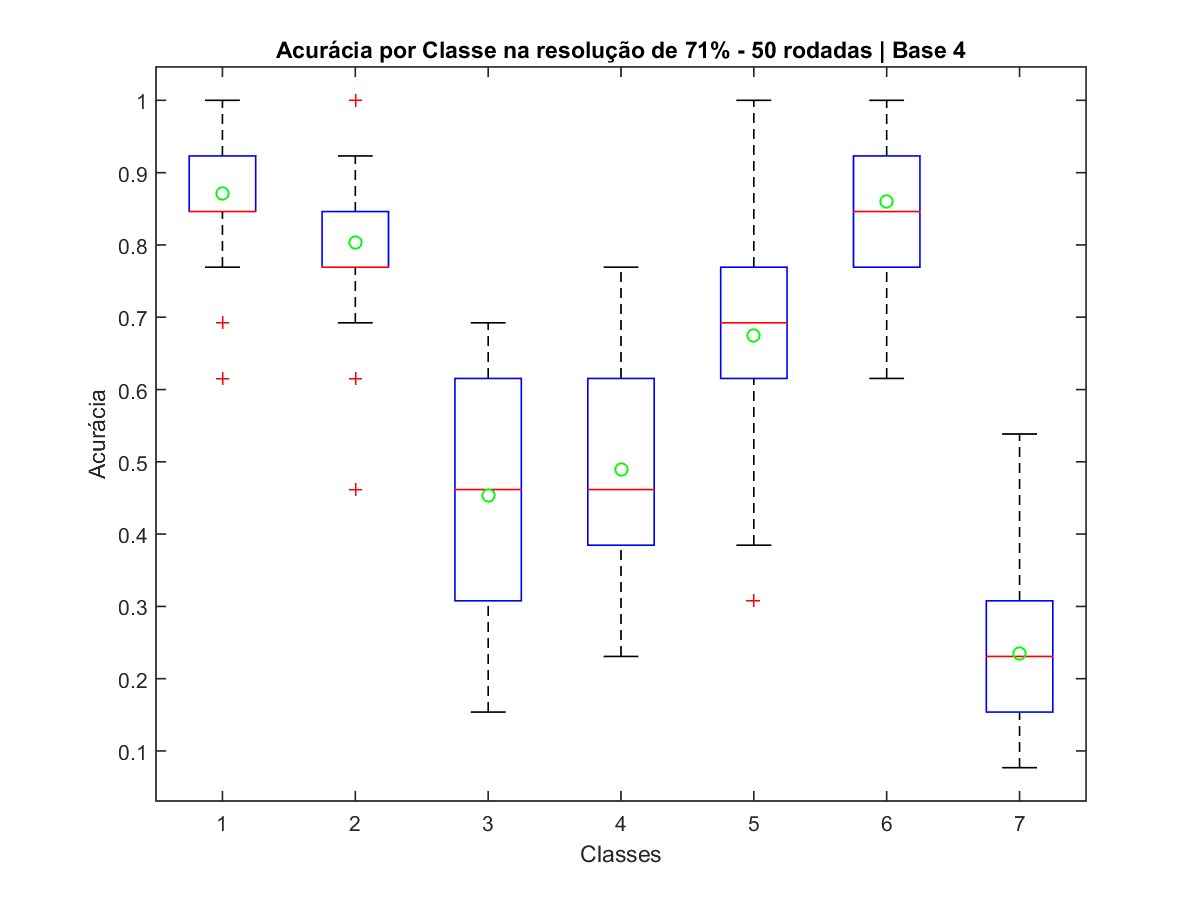 Acurácia por Classe na resolução de 71% - 50 rodadas | Base 4
1
0.9
0.8
0.7
0.6
0.5
0.4
0.3
0.2
0.1
Acurácia
1 2 3 4 5 6 7
Classes